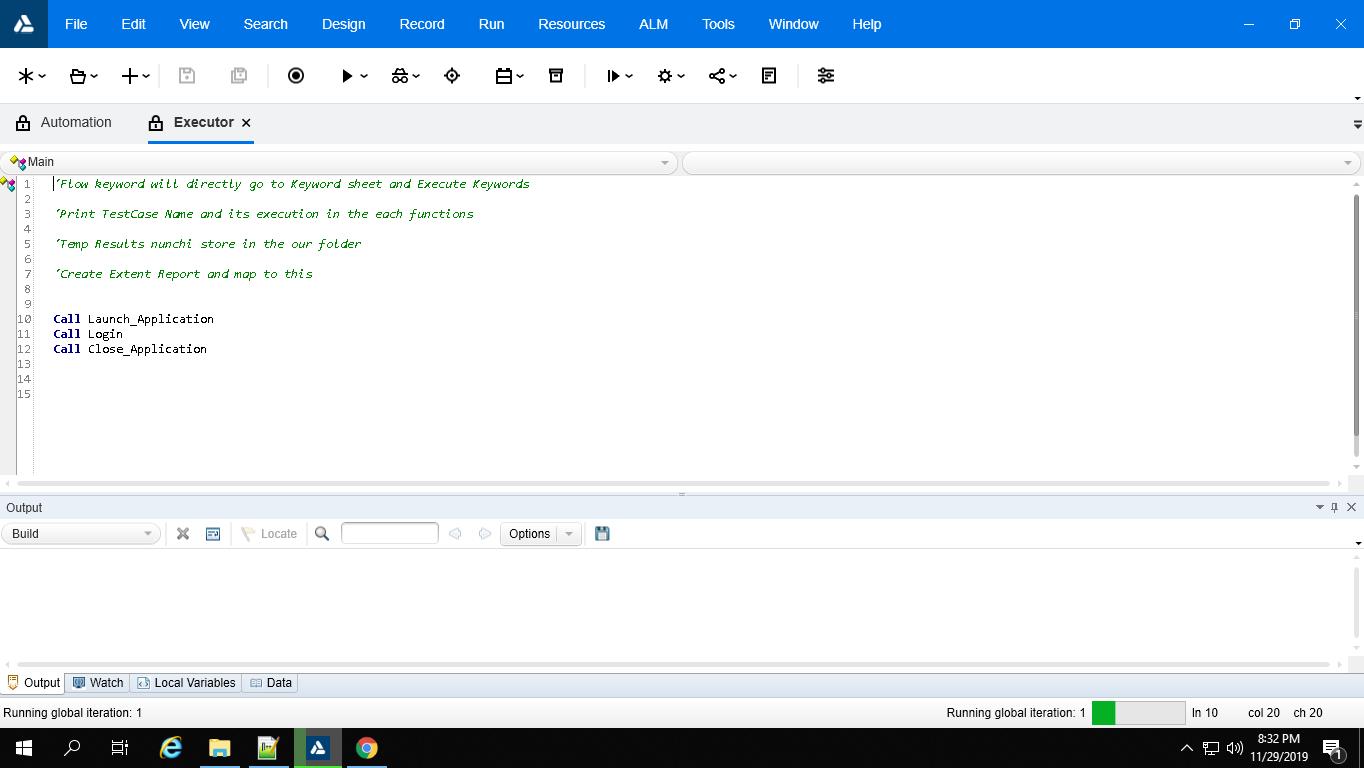 File Edit View Search Design Record Run Resources ALM Tools Window Help
Automation Executor
Main
1 'Flow keyword will directly go to Keyword sheet and Execute Keywords
2
3 'Print TestCase Name and its execution in the each functions
4
5 'Temp Results nunchi store in the our folder
6
7 'Create Extent Report and map to this
8
9
10 Call Launch_Application
11 Call Login
12 Call Close_Application
13
14
15
Output
Build Locate Options
Output Watch Local Variables Data
Running global iteration: 1 Running global iteration: 1 ln 10 col 20 ch 20
8:32 PM
11/29/2019 1